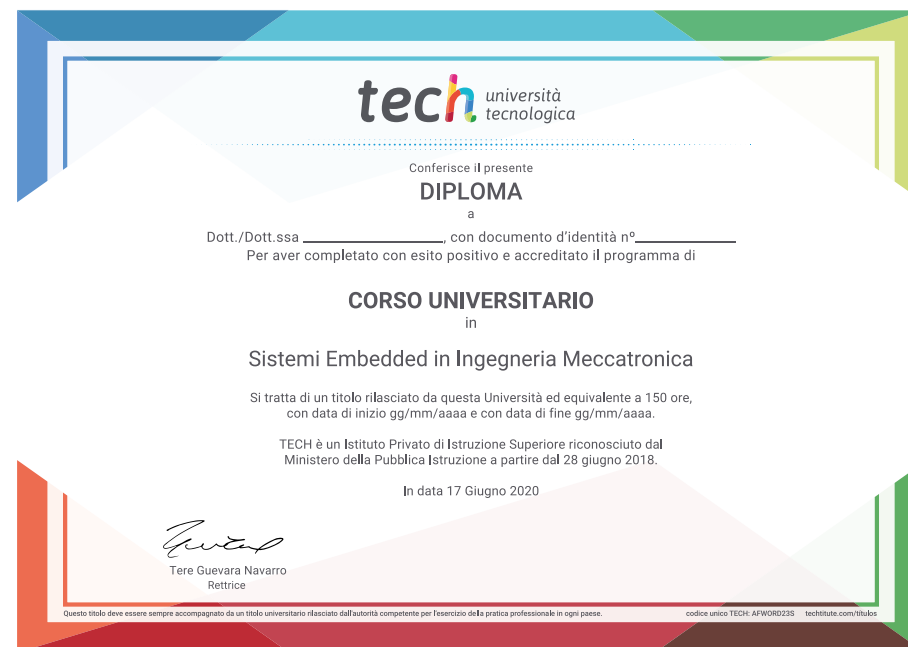 tech università
tecnologica
Conferisce il presente
DIPLOMA
a
Dott./Dott.ssa ____________________, con documento d'identità nº______________
Per aver completato con esito positivo e accreditato il programma di
CORSO UNIVERSITARIO
in
Sistemi Embedded in Ingegneria Meccatronica
Si tratta di un titolo rilasciato da questa Università ed equivalente a 150 ore,
con data di inizio gg/mm/aaaa e con data di fine gg/mm/aaaa.
TECH è un Istituto Privato di Istruzione Superiore riconosciuto dal
Ministero della Pubblica Istruzione a partire dal 28 giugno 2018.
In data 17 Giugno 2020
Tere Guevara Navarro
Rettrice
Questo titolo deve essere sempre accompagnato da un titolo universitario rilasciato dall'autorità competente per l'esercizio della pratica professionale in ogni paese. codice unico TECH: AFWORD23S techtitute.com/titulos